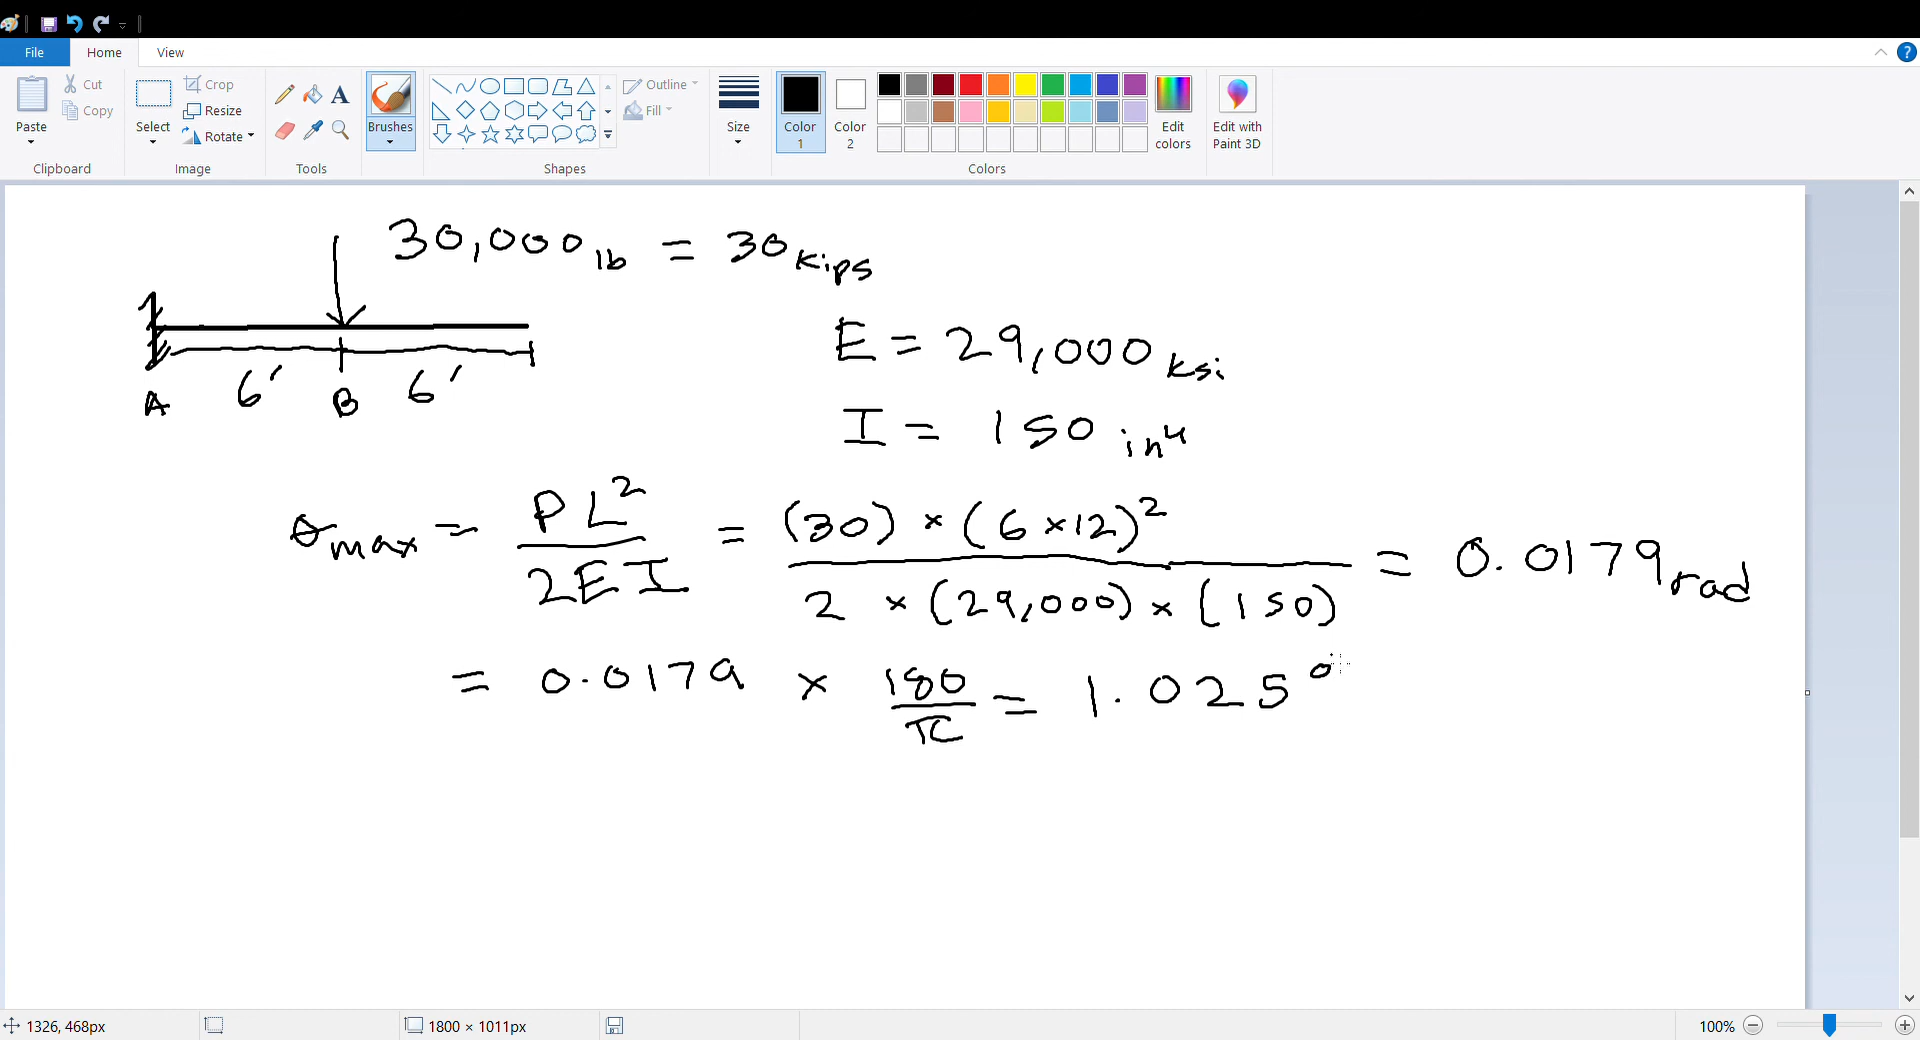 File Home View
Paste Cut Copy Select Crop Resize Rotate Brushes Outline Fill Size Color 1 Color 2 Edit colors Edit with Paint 3D
Clipboard Image Tools Shapes Colors
30,000 lb = 30 kips
E = 29,000 ksi
6' 6'
A B
I = 150 in⁴
θmax = PL²/2EI = (30) × (6 × 12)² / 2 × (29,000) × (150) = 0.0179 rad
= 0.0179 × 180/π = 1.025°
1326, 468px 1800 × 1011px 100%